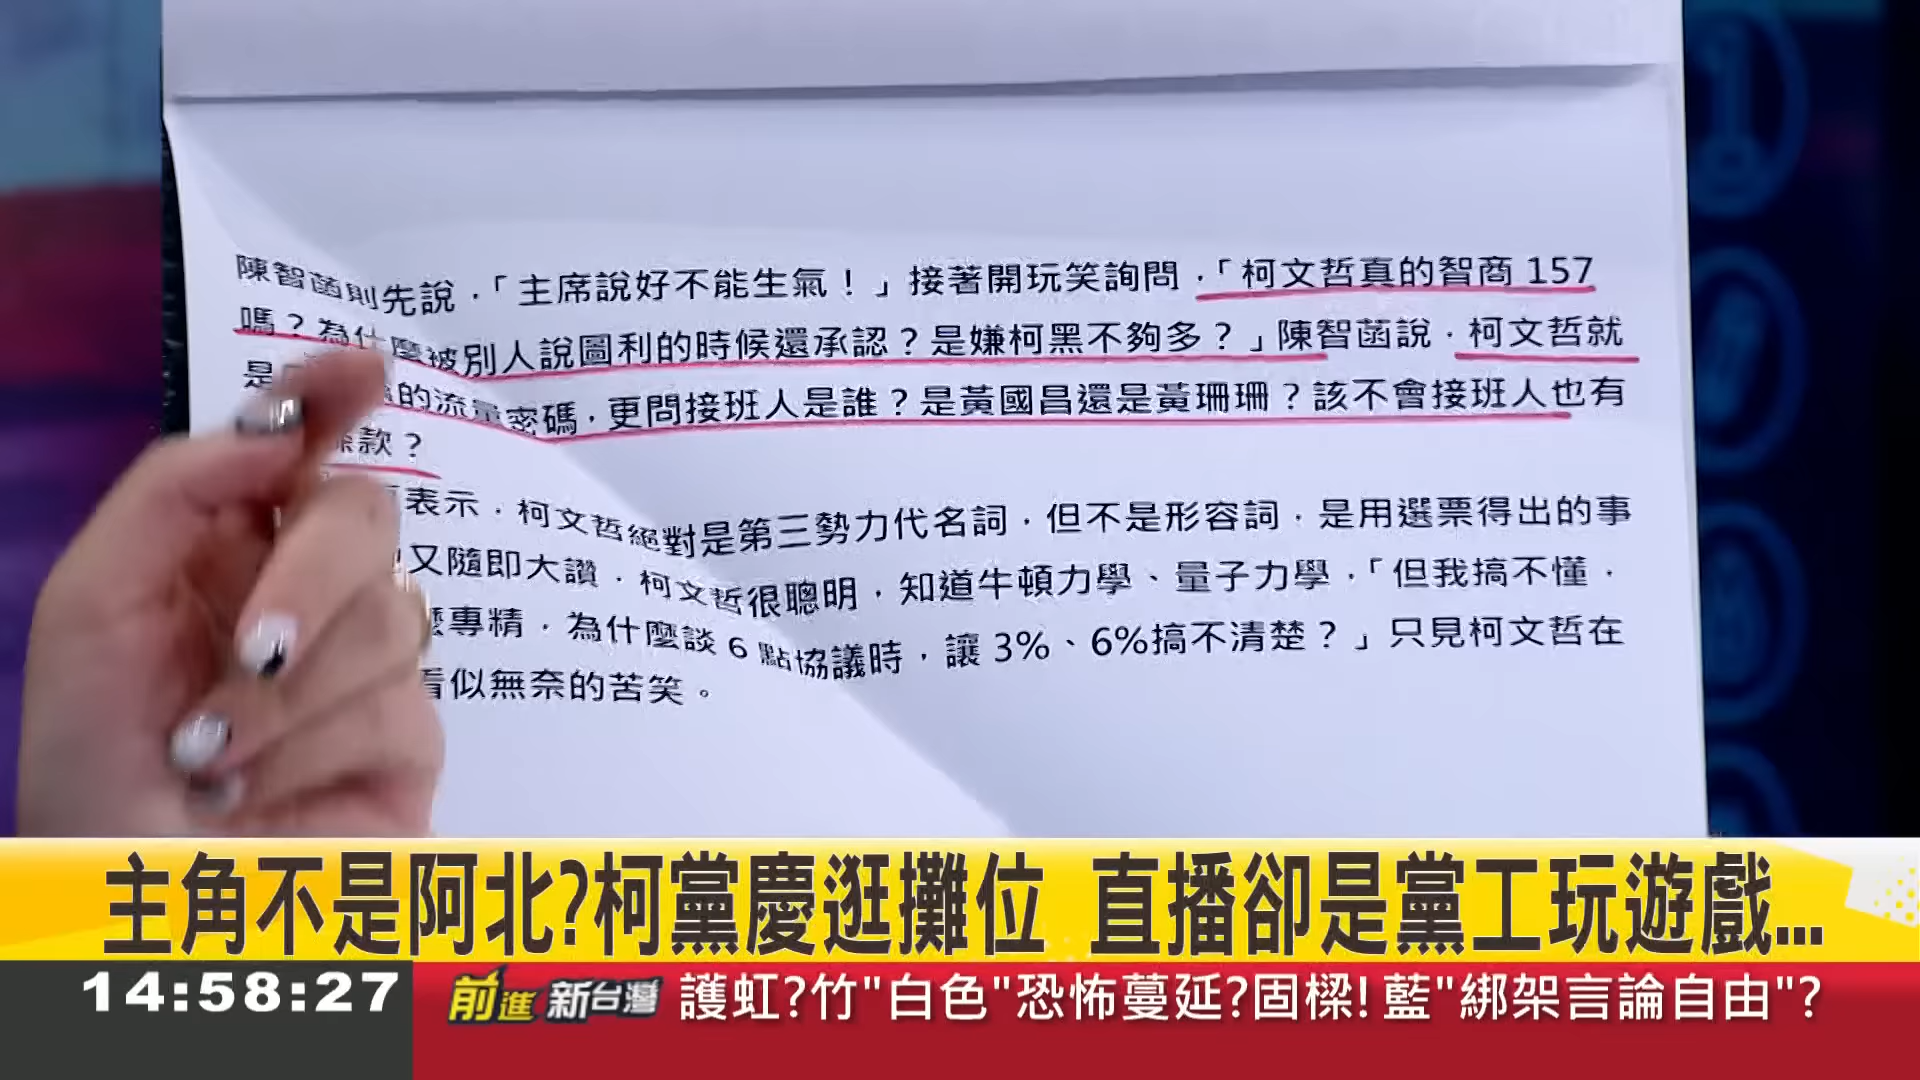 陳智菡則先說,「主席說好不能生氣！」接著開玩笑詢問,「柯文哲真的智商 157
嗎？為什麼被別人說圖利的時候還承認？是嫌柯黑不夠多？」陳智菡說,柯文哲就
是 的流量密碼,更問接班人是誰？是黃國昌還是黃珊珊？該不會接班人也有
條款？
表示,柯文哲絕對是第三勢力代名詞,但不是形容詞,是用選票得出的事
又隨即大讚,柯文哲很聰明,知道牛頓力學、量子力學,「但我搞不懂,
麼專精,為什麼談 6 點協議時,讓 3%、6%搞不清楚？」只見柯文哲在
看似無奈的苦笑。
主角不是阿北?柯黨慶逛攤位 直播卻是黨工玩遊戲...
14:58:27 前進新台灣 護虹?竹"白色"恐怖蔓延?固樑!藍"綁架言論自由"?